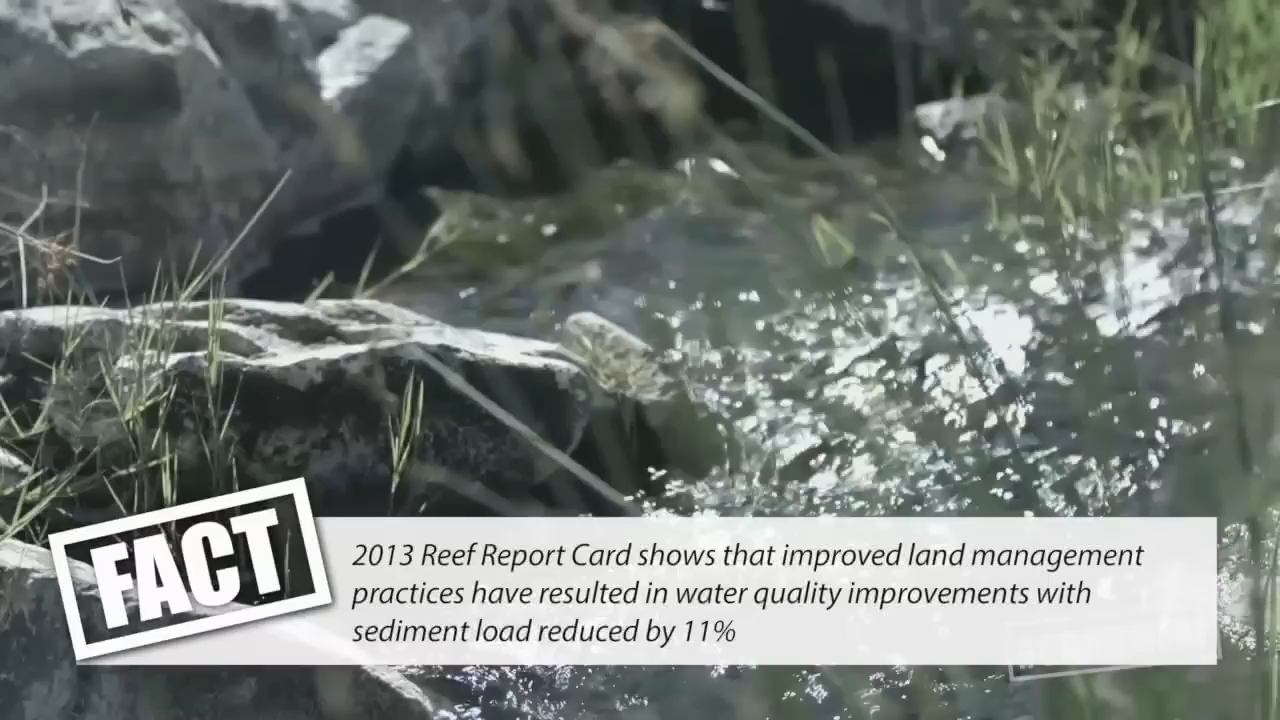 FACT
2013 Reef Report Card shows that improved land management
practices have resulted in water quality improvements with
sediment load reduced by 11%